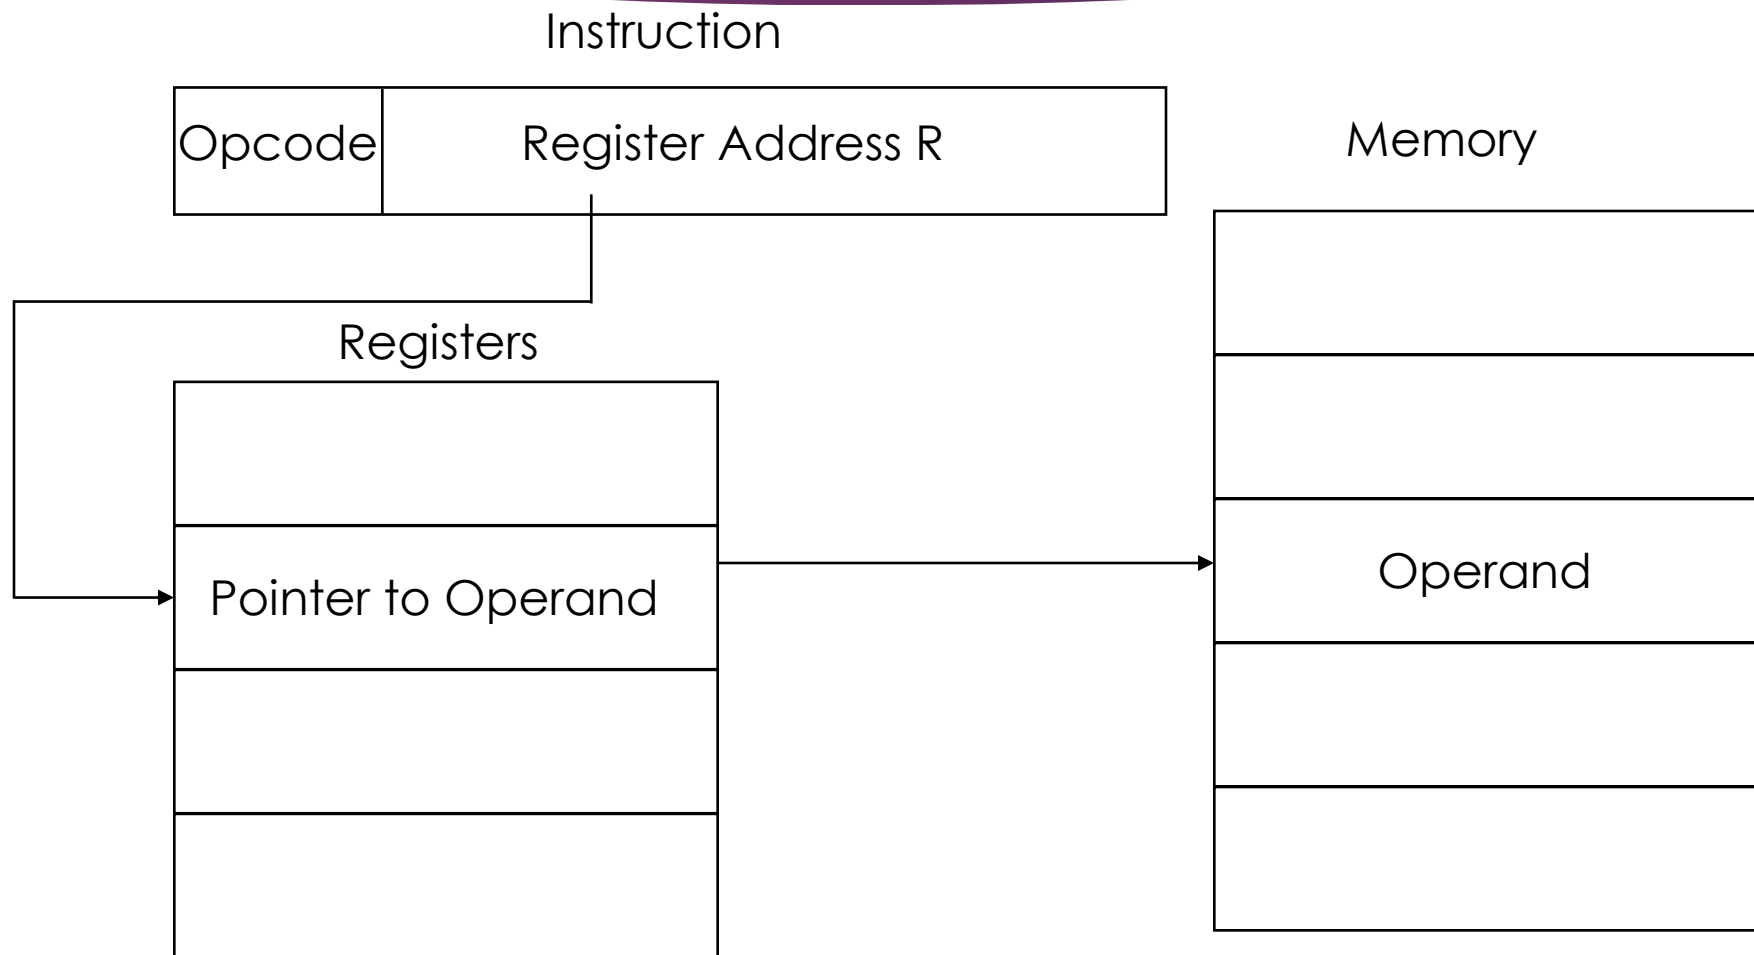 Instruction
Opcode
Register Address R
Memory
Registers
Pointer to Operand
Operand